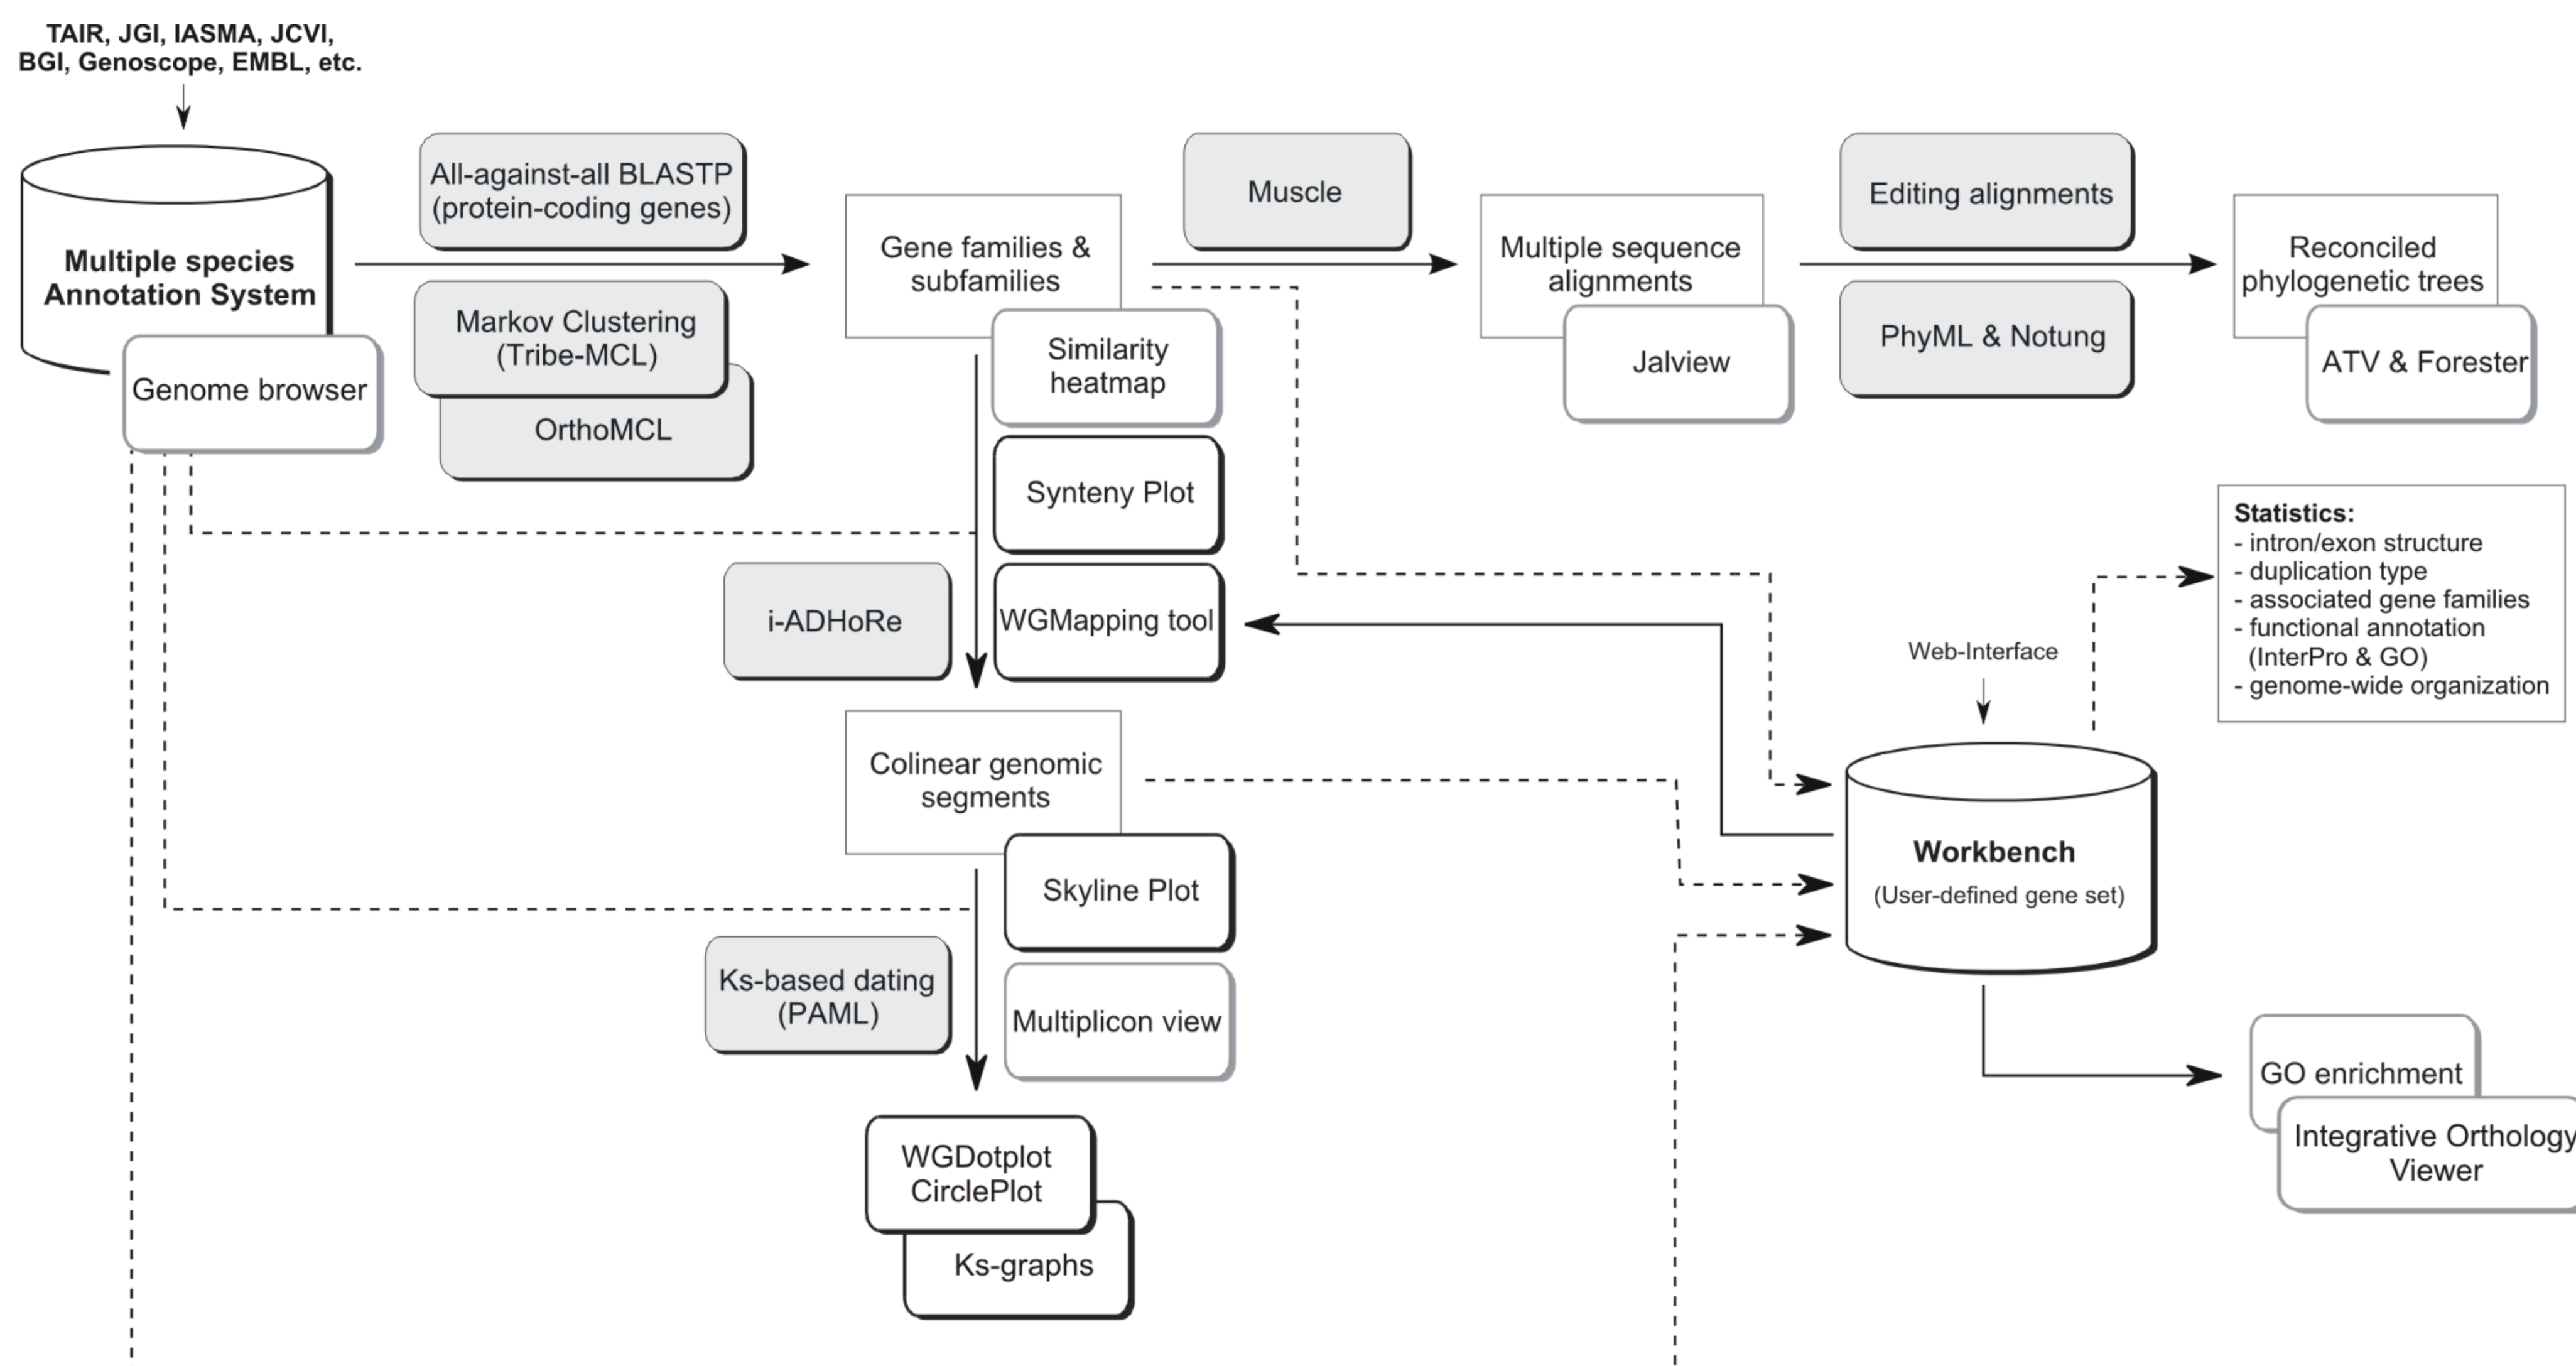 TAIR, JGI, IASMA, JCVI,
BGI, Genoscope, EMBL, etc.
Multiple species
Annotation System
Genome browser
All-against-all BLASTP
(protein-coding genes)
Markov Clustering
(Tribe-MCL)
OrthoMCL
Gene families &
subfamilies
Similarity
heatmap
Synteny Plot
WGMapping tool
i-ADHoRe
Muscle
Multiple sequence
alignments
Jalview
Editing alignments
PhyML & Notung
Reconciled
phylogenetic trees
ATV & Forester
Statistics:
- intron/exon structure
- duplication type
- associated gene families
- functional annotation
(InterPro & GO)
- genome-wide organization
Web-Interface
Workbench
(User-defined gene set)
Colinear genomic
segments
Skyline Plot
Multiplicon view
Ks-based dating
(PAML)
WGDotplot
CirclePlot
Ks-graphs
GO enrichment
Integrative Orthology
Viewer